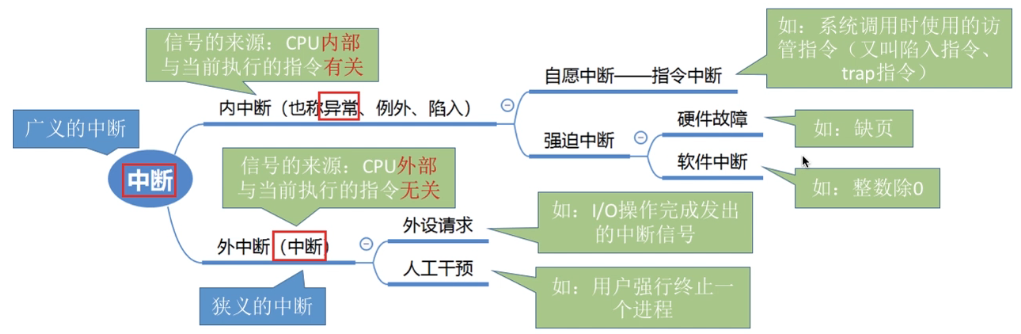 信号的来源：CPU内部
与当前执行的指令有关
如：系统调用时使用的访
管指令（又叫陷入指令、
trap指令）
自愿中断——指令中断
内中断（也称异常、例外、陷入）
广义的中断
硬件故障
如：缺页
强迫中断
信号的来源：CPU外部
与当前执行的指令无关
软件中断
中断
如：整数除0
如：I/O操作完成发出
的中断信号
外设请求
外中断（中断）
人工干预
如：用户强行终止一
个进程
狭义的中断